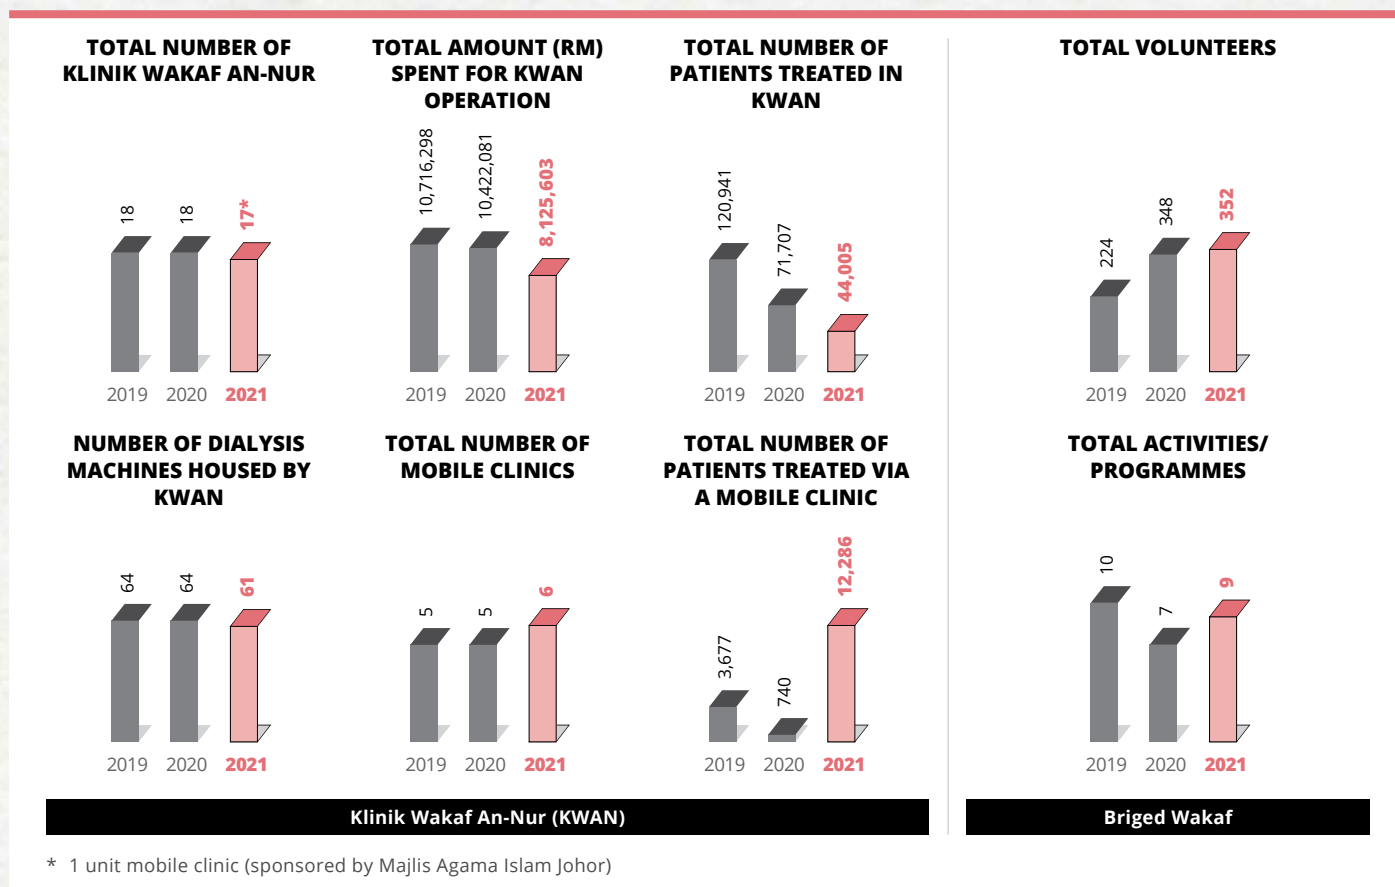 TOTAL NUMBER OF
KLINIK WAKAF AN-NUR
18
18
17*
2019
2020
2021
TOTAL AMOUNT (RM)
SPENT FOR KWAN
OPERATION
10,716,298
10,422,081
8,125,603
2019
2020
2021
TOTAL NUMBER OF
PATIENTS TREATED IN
KWAN
120,941
71,707
44,005
2019
2020
2021
NUMBER OF DIALYSIS
MACHINES HOUSED BY
KWAN
64
64
61
2019
2020
2021
TOTAL NUMBER OF
MOBILE CLINICS
5
5
6
2019
2020
2021
TOTAL NUMBER OF
PATIENTS TREATED VIA
A MOBILE CLINIC
3,677
740
12,286
2019
2020
2021
Klinik Wakaf An-Nur (KWAN)
TOTAL VOLUNTEERS
224
348
352
2019
2020
2021
TOTAL ACTIVITIES/
PROGRAMMES
10
7
9
2019
2020
2021
Briged Wakaf
* 1 unit mobile clinic (sponsored by Majlis Agama Islam Johor)